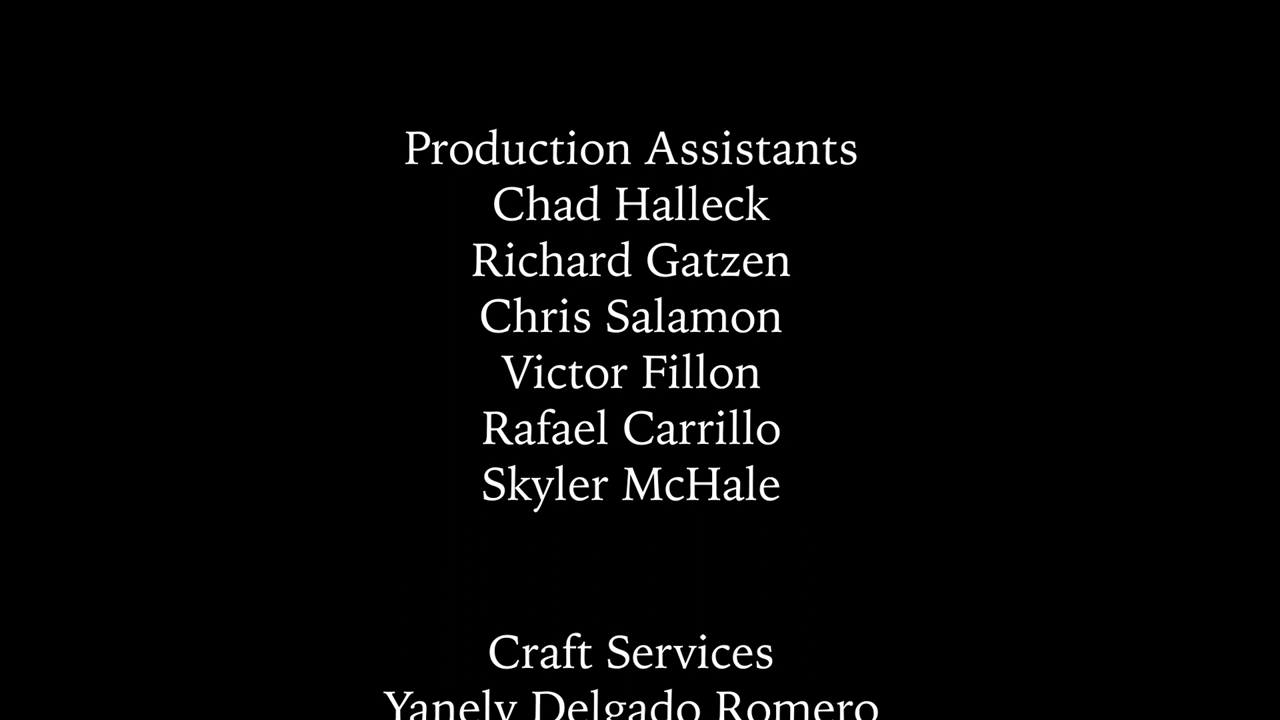 Production Assistants
Chad Halleck
Richard Gatzen
Chris Salamon
Victor Fillon
Rafael Carrillo
Skyler McHale
Craft Services
Yanely Delgado Romero